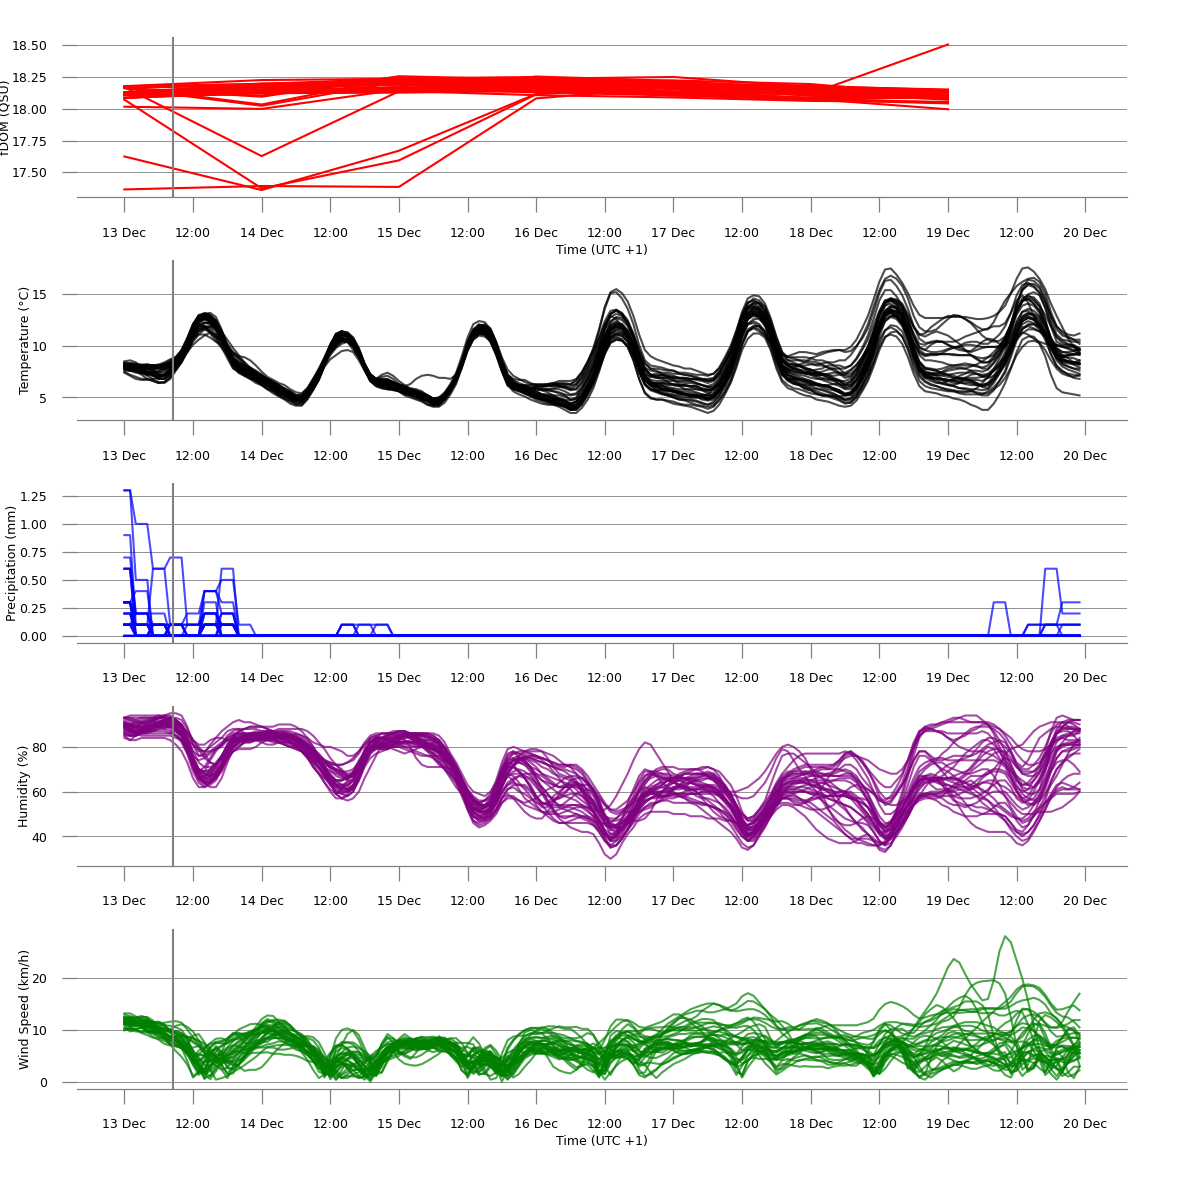 18.50
18.25
18.00
17.75
17.50
fDOM (QSU)
13 Dec 12:00 14 Dec 12:00 15 Dec 12:00 16 Dec 12:00 17 Dec 12:00 18 Dec 12:00 19 Dec 12:00 20 Dec
Time (UTC +1)
15
10
5
Temperature (°C)
13 Dec 12:00 14 Dec 12:00 15 Dec 12:00 16 Dec 12:00 17 Dec 12:00 18 Dec 12:00 19 Dec 12:00 20 Dec
1.25
1.00
0.75
0.50
0.25
0.00
Precipitation (mm)
13 Dec 12:00 14 Dec 12:00 15 Dec 12:00 16 Dec 12:00 17 Dec 12:00 18 Dec 12:00 19 Dec 12:00 20 Dec
80
60
40
Humidity (%)
13 Dec 12:00 14 Dec 12:00 15 Dec 12:00 16 Dec 12:00 17 Dec 12:00 18 Dec 12:00 19 Dec 12:00 20 Dec
20
10
0
Wind Speed (km/h)
13 Dec 12:00 14 Dec 12:00 15 Dec 12:00 16 Dec 12:00 17 Dec 12:00 18 Dec 12:00 19 Dec 12:00 20 Dec
Time (UTC +1)